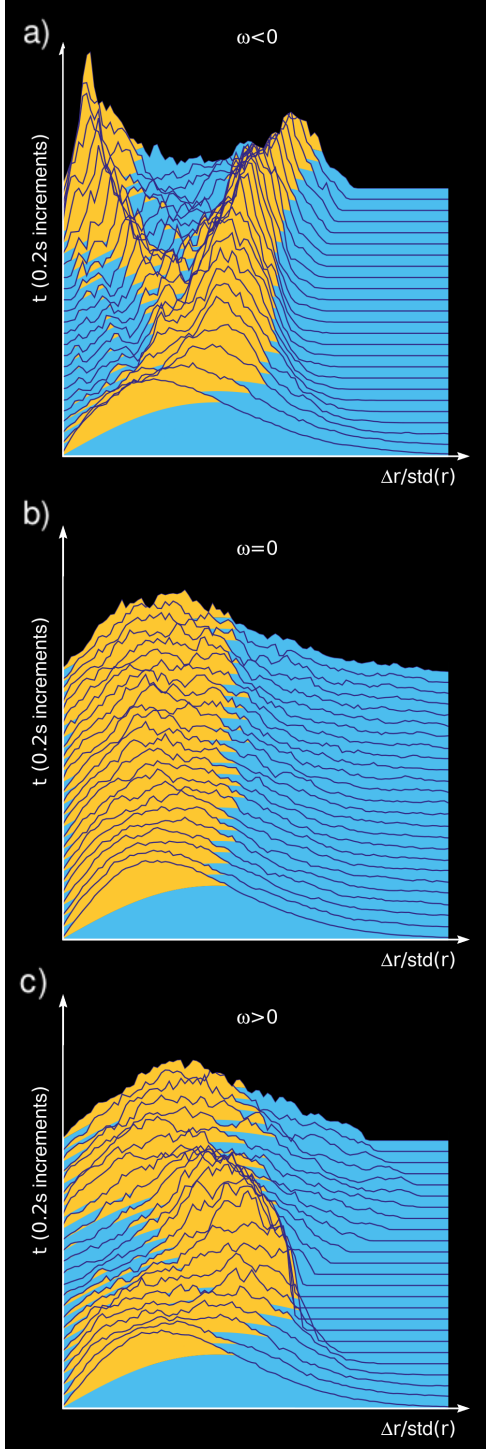 a)
ω<0
t (0.2s increments)
Δr/std(r)
b)
ω=0
t (0.2s increments)
Δr/std(r)
c)
ω>0
t (0.2s increments)
Δr/std(r)